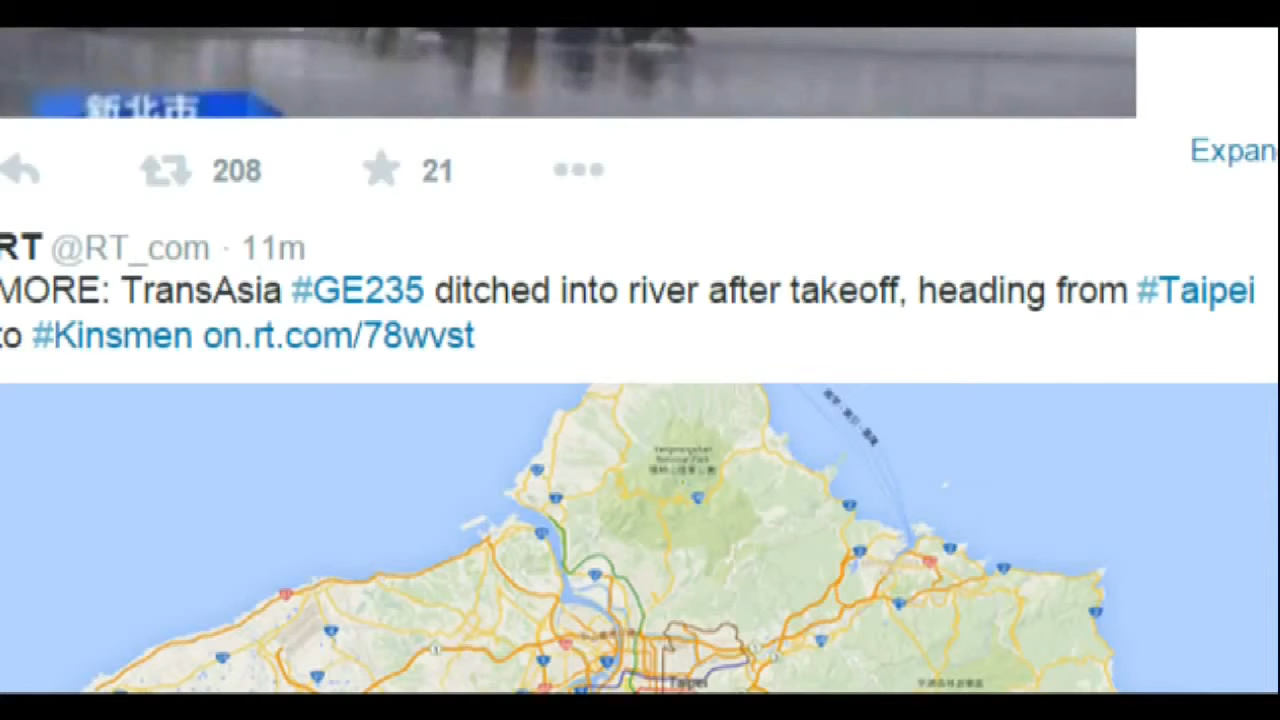 新北市
208
21
Expan
RT @RT_com · 11m
MORE: TransAsia #GE235 ditched into river after takeoff, heading from #Taipei
to #Kinsmen on.rt.com/78wvst
Taipei